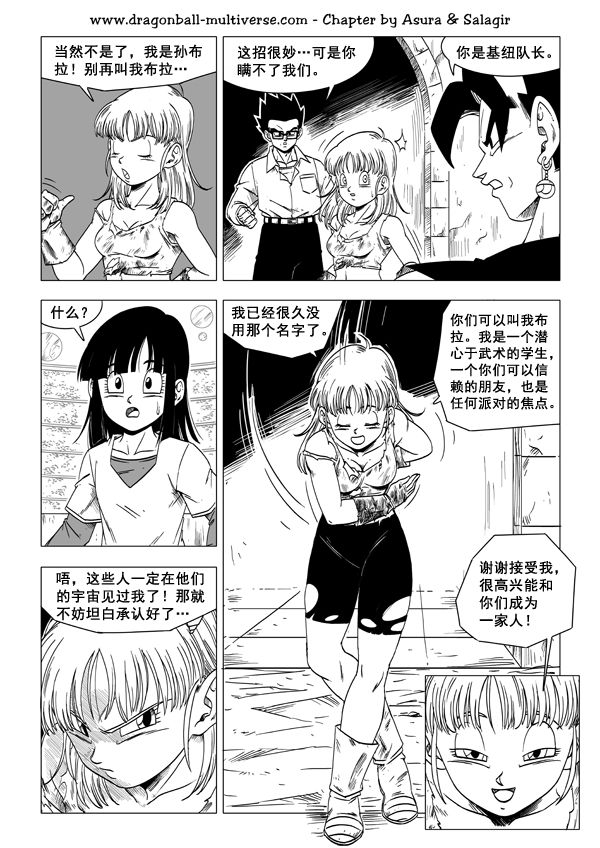 www.dragonball-multiverse.com - Chapter by Asura & Salagir
当然不是了，我是孙布
拉！别再叫我布拉…
这招很妙…可是你
瞒不了我们。
你是基纽队长。
什么？
我已经很久没
用那个名字了。
你们可以叫我布
拉。我是一个潜
心于武术的学生，
一个你们可以信
赖的朋友，也是
任何派对的焦点。
唔，这些人一定在他们
的宇宙见过我了！那就
不妨坦白承认好了…
谢谢接受我，
很高兴能和
你们成为
一家人！